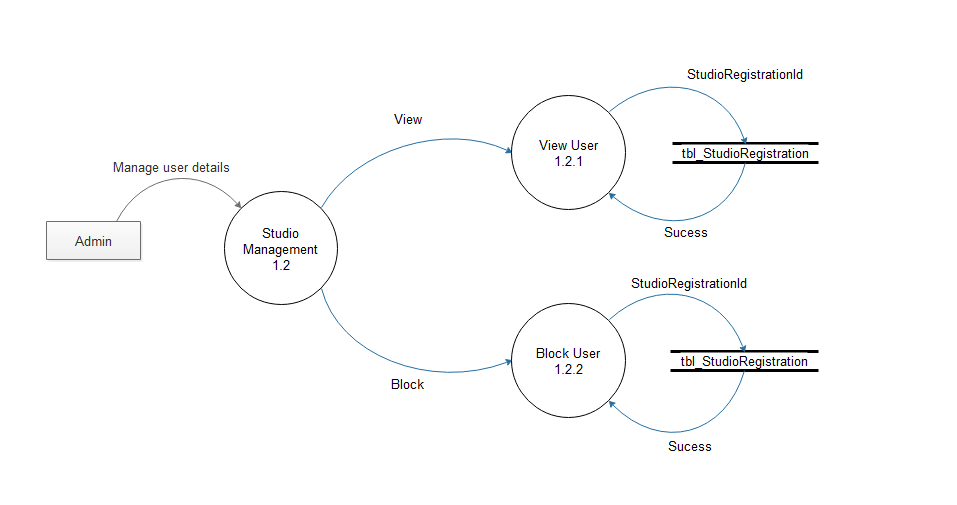 StudioRegistrationId
View
View User
1.2.1
tbl_StudioRegistration
Manage user details
Sucess
Admin
Studio
Management
1.2
StudioRegistrationId
Block User
1.2.2
tbl_StudioRegistration
Block
Sucess